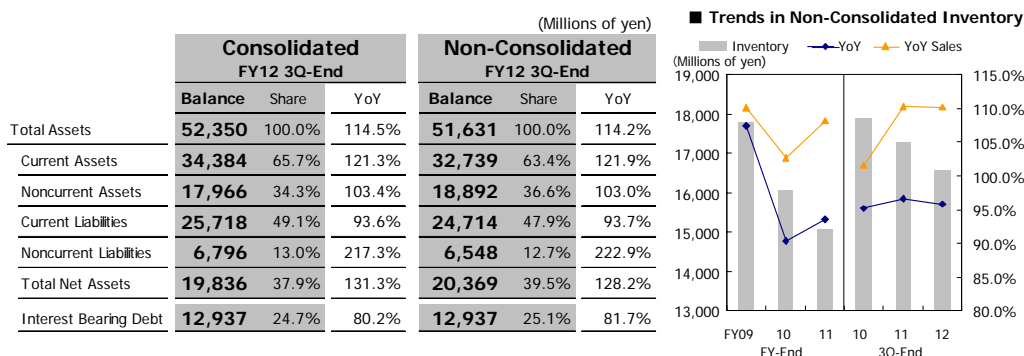 (Millions of yen)
Consolidated Non-Consolidated
FY12 3Q-End FY12 3Q-End
Balance Share YoY Balance Share YoY
Total Assets 52,350 100.0% 114.5% 51,631 100.0% 114.2%
Current Assets 34,384 65.7% 121.3% 32,739 63.4% 121.9%
Noncurrent Assets 17,966 34.3% 103.4% 18,892 36.6% 103.0%
Current Liabilities 25,718 49.1% 93.6% 24,714 47.9% 93.7%
Noncurrent Liabilities 6,796 13.0% 217.3% 6,548 12.7% 222.9%
Total Net Assets 19,836 37.9% 131.3% 20,369 39.5% 128.2%
Interest Bearing Debt 12,937 24.7% 80.2% 12,937 25.1% 81.7%
■ Trends in Non-Consolidated Inventory
Inventory YoY YoY Sales
(Millions of yen)
19,000 115.0%
18,000 110.0%
17,000 105.0%
16,000 100.0%
15,000 95.0%
14,000 90.0%
13,000 85.0%
80.0%
FY09 10 11 10 11 12
FY-End 3Q-End